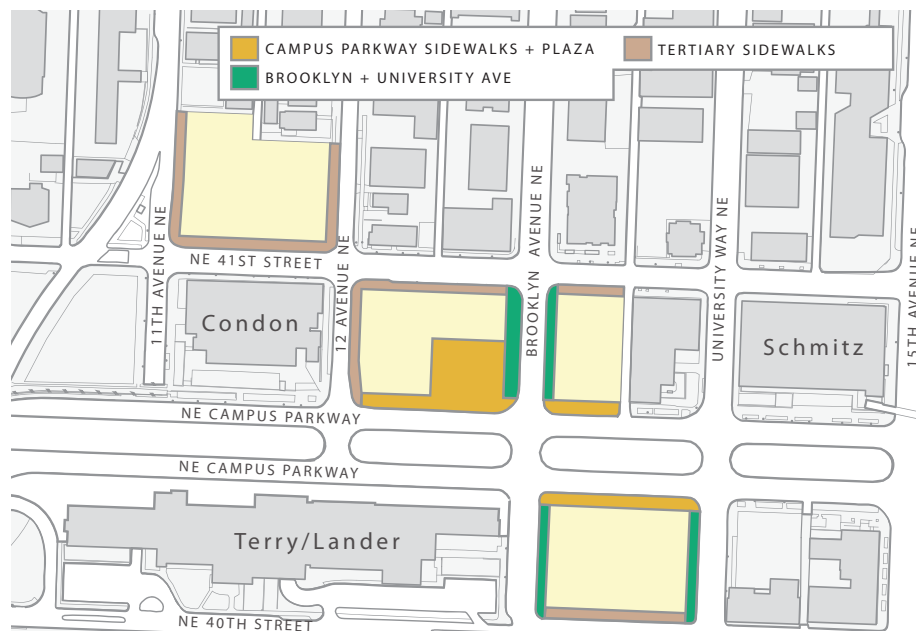 CAMPUS PARKWAY SIDEWALKS + PLAZA
TERTIARY SIDEWALKS
BROOKLYN + UNIVERSITY AVE
11TH AVENUE NE
NE 41ST STREET
12 AVENUE NE
BROOKLYN AVENUE NE
UNIVERSITY WAY NE
15TH AVENUE NE
Condon
Schmitz
NE CAMPUS PARKWAY
NE CAMPUS PARKWAY
Terry/Lander
NE 40TH STREET